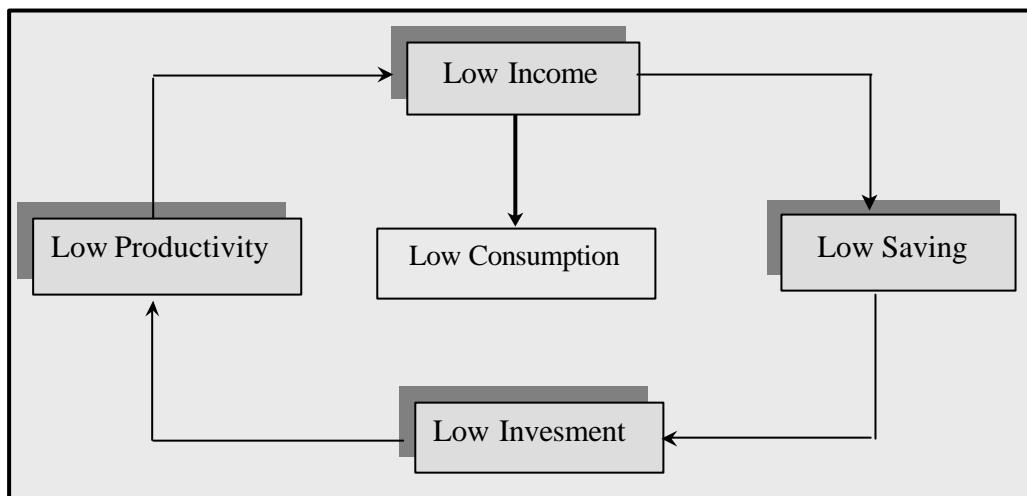 Low Income
Low Productivity
Low Consumption
Low Saving
Low Invesment